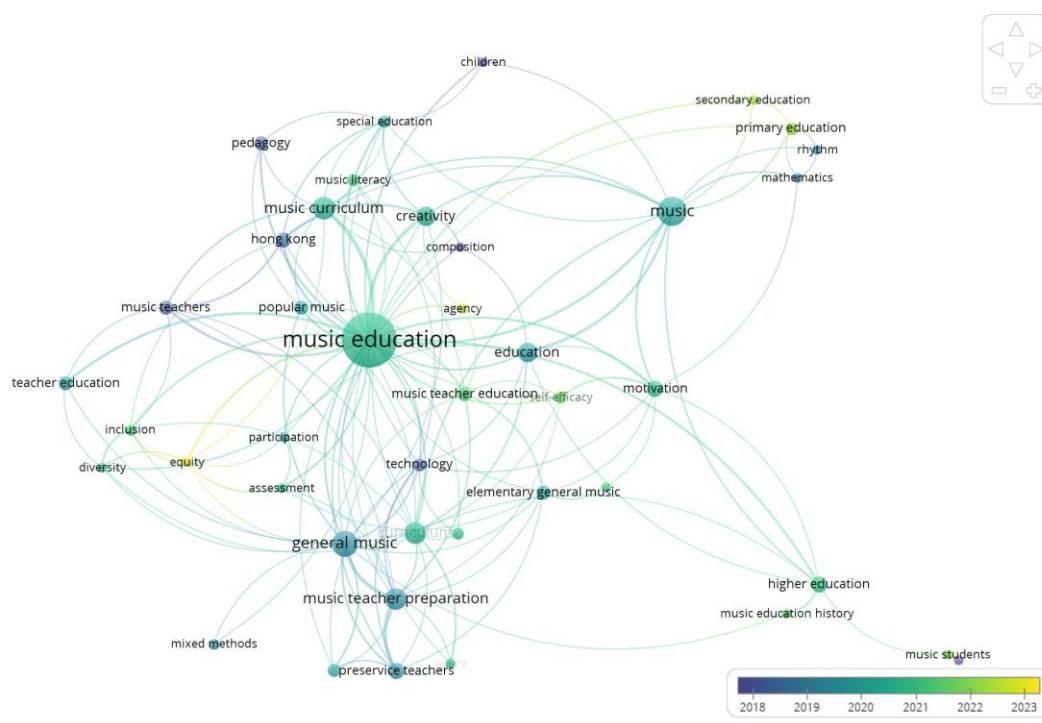 children
secondary education
special education
primary education
pedagogy
rhythm
music literacy
mathematics
music curriculum
creativity
music
hong kong
composition
music teachers
popular music
agency
music education
education
teacher education
motivation
music teacher education
self-efficacy
inclusion
participation
equity
diversity
technology
assessment
elementary general music
curriculum
general music
higher education
music teacher preparation
music education history
mixed methods
music students
preservice teachers
2018 2019 2020 2021 2022 2023